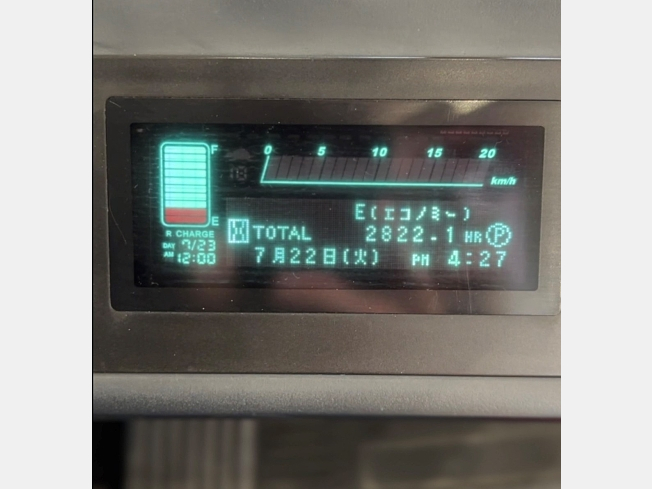 F
0 5 10 15 20
km/h
E
E(エコノミー)
R CHARGE
TOTAL 2822.1 HR P
DAY 7/23
7月22日(火) PM 4:27
AM 12:00